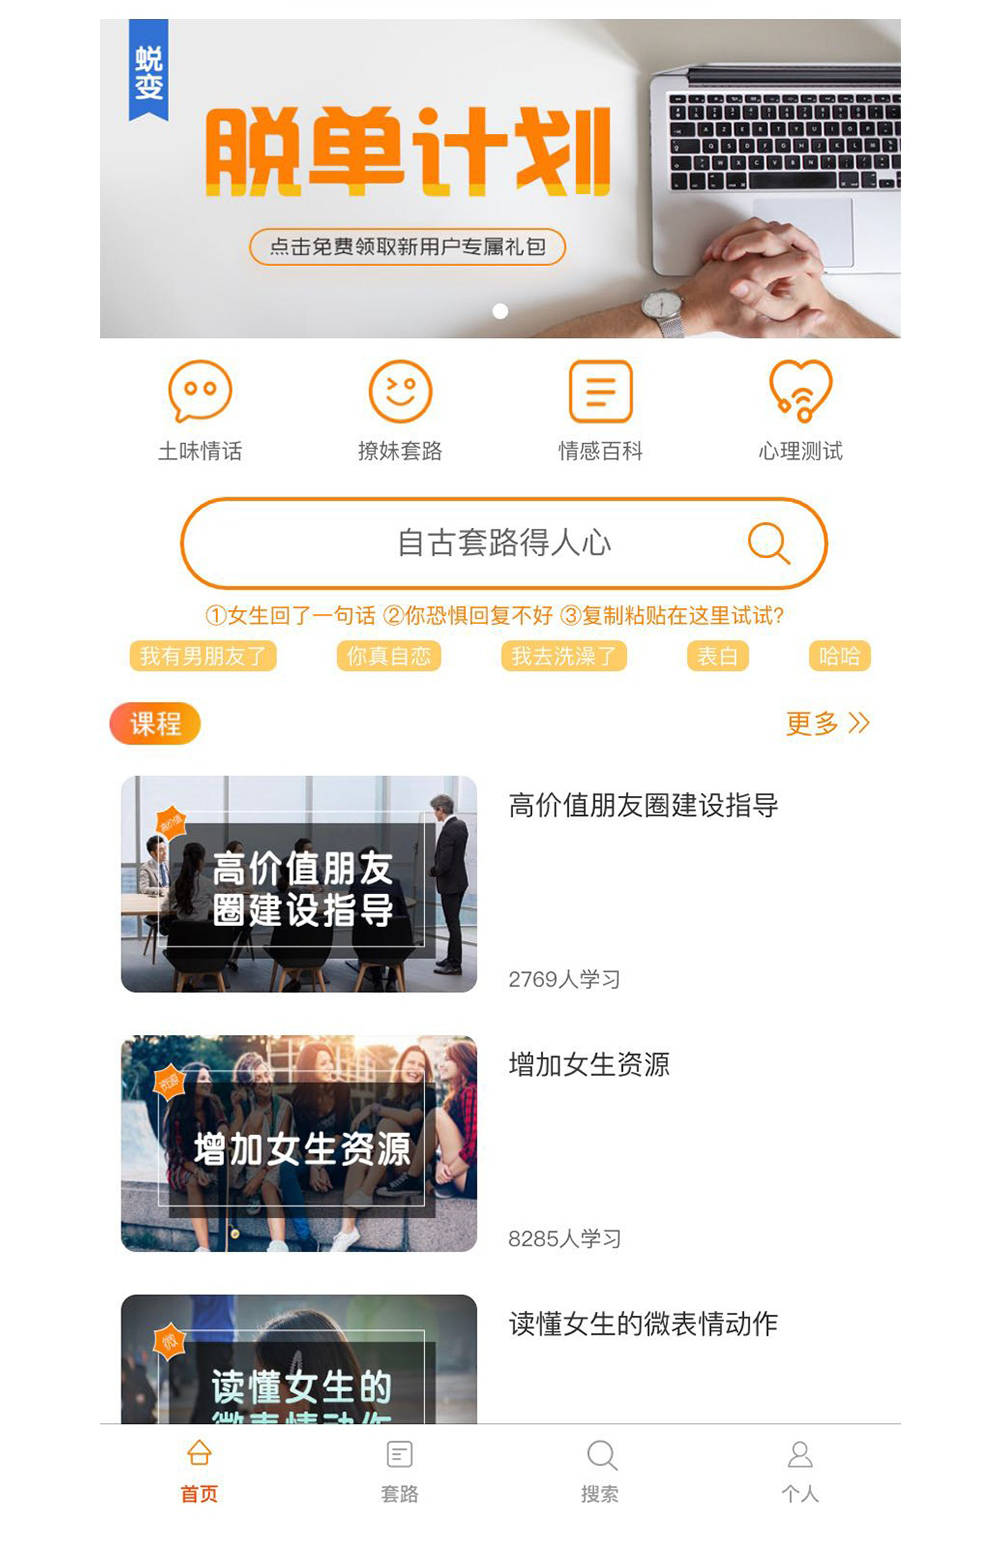 蜕变
脱单计划
点击免费领取新用户专属礼包
土味情话
撩妹套路
情感百科
心理测试
自古套路得人心
①女生回了一句话 ②你恐惧回复不好 ③复制粘贴在这里试试?
我有男朋友了
你真自恋
我去洗澡了
表白
哈哈
课程
更多
高价值
高价值朋友
圈建设指导
高价值朋友圈建设指导
2769人学习
资源
增加女生资源
增加女生资源
8285人学习
微
读懂女生的
微表情动作
读懂女生的微表情动作
首页
套路
搜索
个人